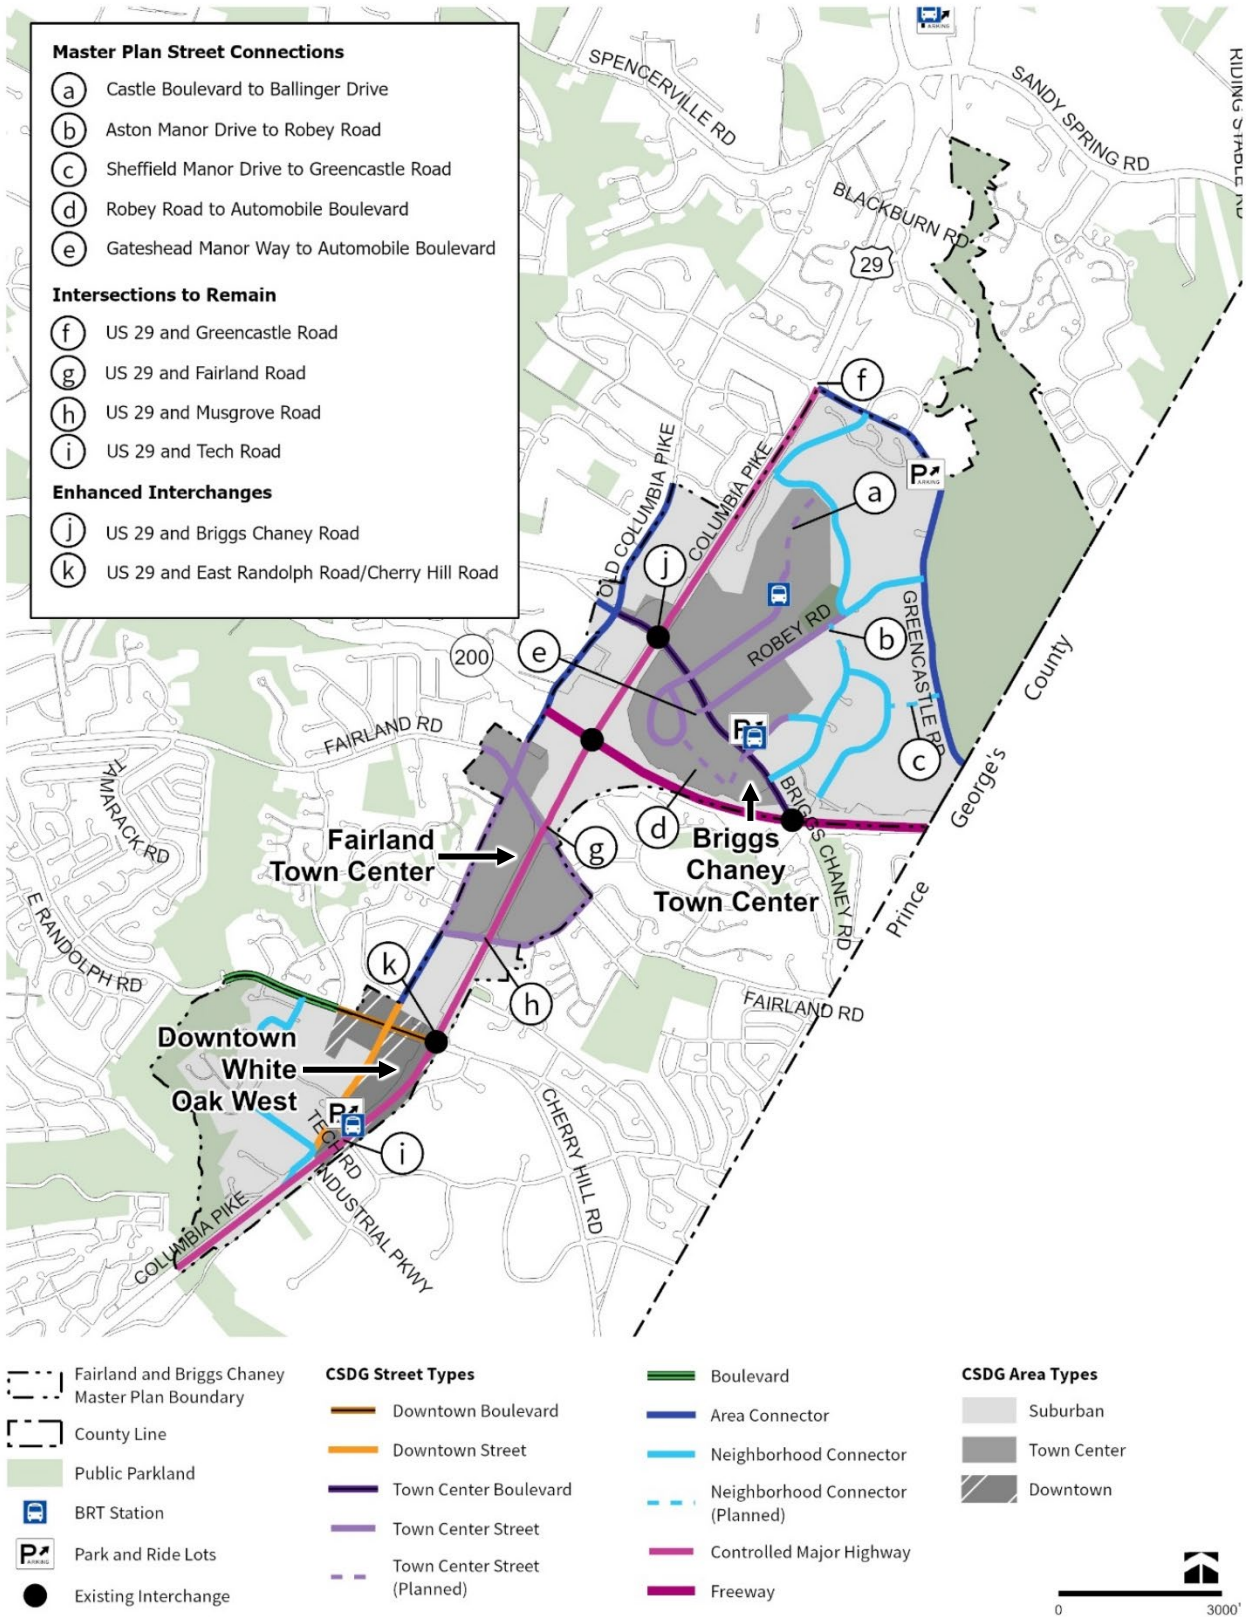 Master Plan Street Connections
a Castle Boulevard to Ballinger Drive
b Aston Manor Drive to Robey Road
c Sheffield Manor Drive to Greencastle Road
d Robey Road to Automobile Boulevard
e Gateshead Manor Way to Automobile Boulevard
Intersections to Remain
f US 29 and Greencastle Road
g US 29 and Fairland Road
h US 29 and Musgrove Road
i US 29 and Tech Road
Enhanced Interchanges
j US 29 and Briggs Chaney Road
k US 29 and East Randolph Road/Cherry Hill Road
PARKING
SPENCERVILLE RD
SANDY SPRING RD
RIDING STABLE RD
BLACKBURN RD
29
f
P
PARKING
a
OLD COLUMBIA PIKE
COLUMBIA PIKE
j
ROBEY RD
b
GREENCASTLE RD
e
200
c
P
FAIRLAND RD
TAMARACK RD
d
g
BRIGGS CHANEY RD
Fairland
Town Center
Briggs
Chaney
Town Center
Prince
George's
County
E RANDOLPH RD
k
h
FAIRLAND RD
Downtown
White
Oak West
P
TECH RD
i
CHERRY HILL RD
INDUSTRIAL PKWY
COLUMBIA PIKE
Fairland and Briggs Chaney
Master Plan Boundary
County Line
Public Parkland
BRT Station
P
PARKING
Park and Ride Lots
Existing Interchange
CSDG Street Types
Downtown Boulevard
Downtown Street
Town Center Boulevard
Town Center Street
Town Center Street
(Planned)
Boulevard
Area Connector
Neighborhood Connector
Neighborhood Connector
(Planned)
Controlled Major Highway
Freeway
CSDG Area Types
Suburban
Town Center
Downtown
0 3000'